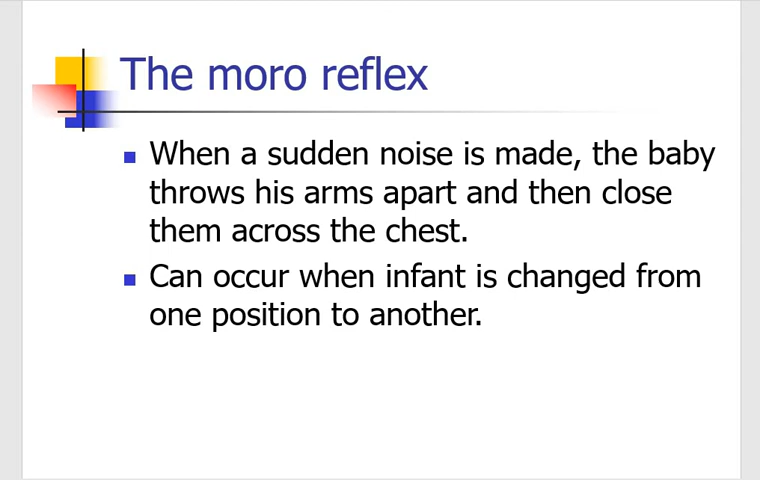 The moro reflex
When a sudden noise is made, the baby
throws his arms apart and then close
them across the chest.
Can occur when infant is changed from
one position to another.